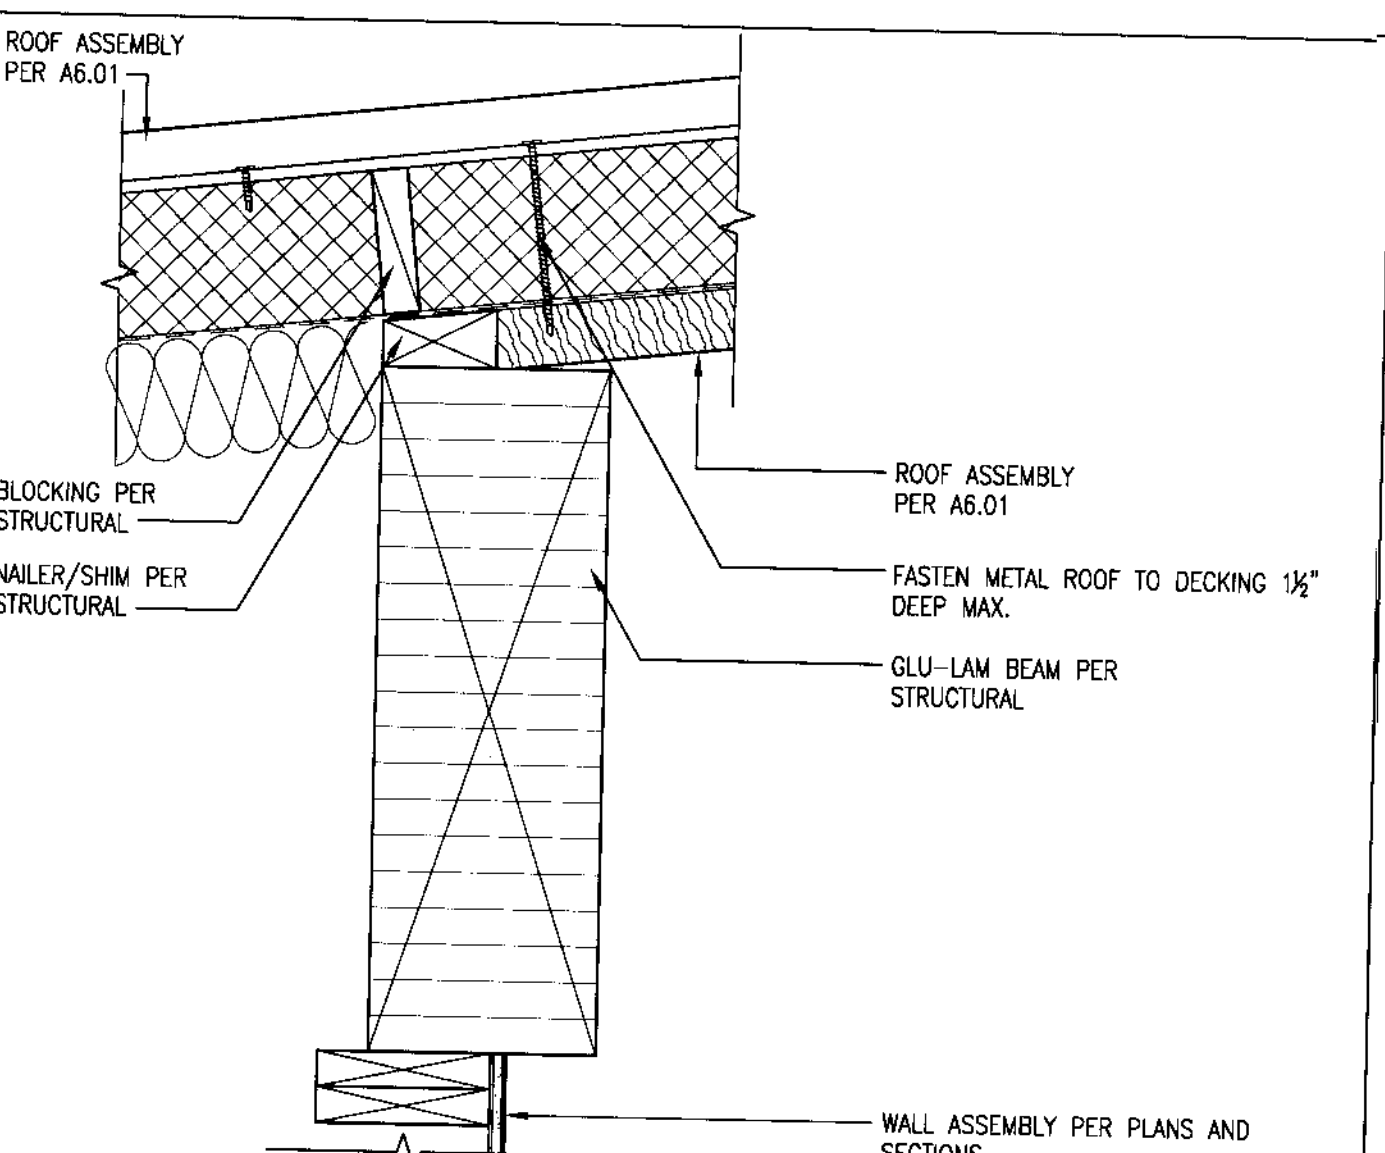 ROOF ASSEMBLY
PER A6.01
BLOCKING PER
STRUCTURAL
NAILER/SHIM PER
STRUCTURAL
ROOF ASSEMBLY
PER A6.01
FASTEN METAL ROOF TO DECKING 1½"
DEEP MAX.
GLU-LAM BEAM PER
STRUCTURAL
WALL ASSEMBLY PER PLANS AND
SECTIONS